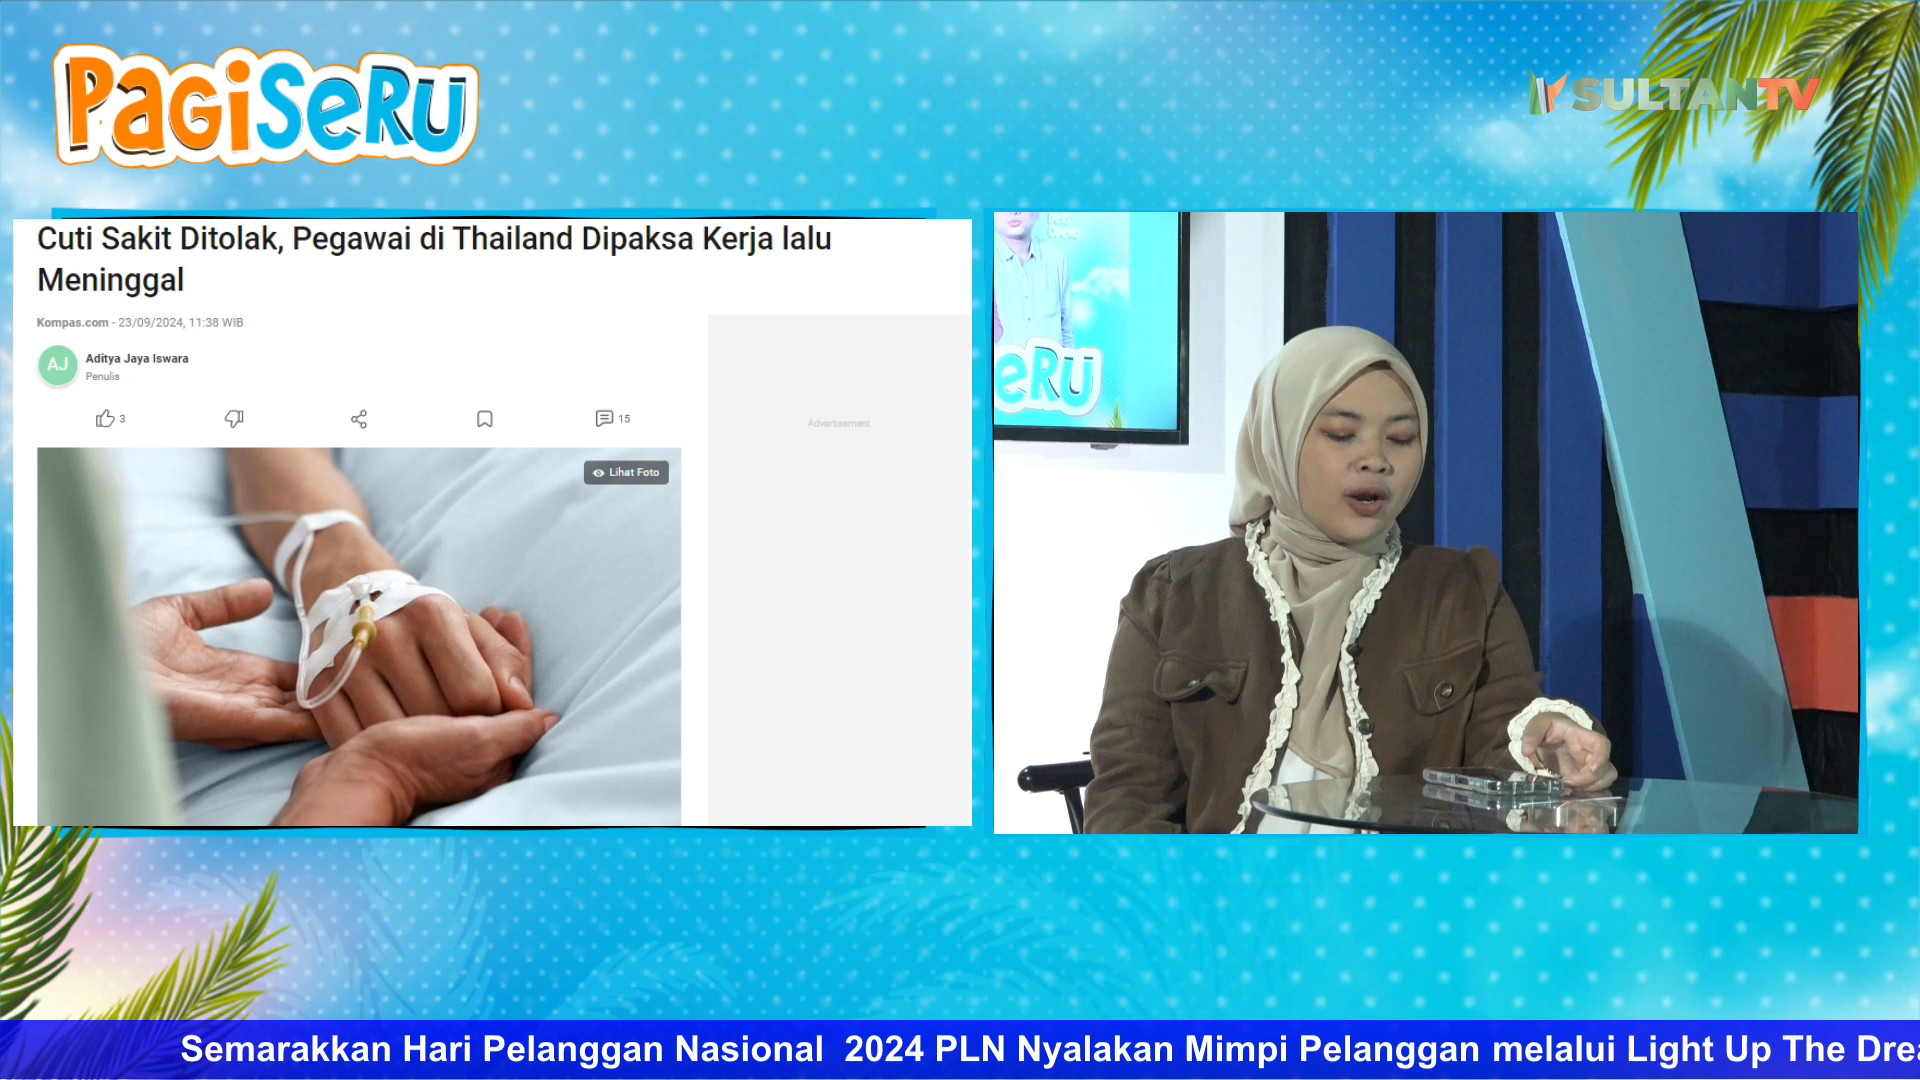 PAGiSeRU
SULTANTV
Cuti Sakit Ditolak, Pegawai di Thailand Dipaksa Kerja lalu
Meninggal
Kompas.com - 23/09/2024, 11:38 WIB
AJ
Aditya Jaya Iswara
Penulis
3
15
Lihat Foto
Advertisement
eRU
Semarakkan Hari Pelanggan Nasional 2024 PLN Nyalakan Mimpi Pelanggan melalui Light Up The Drea